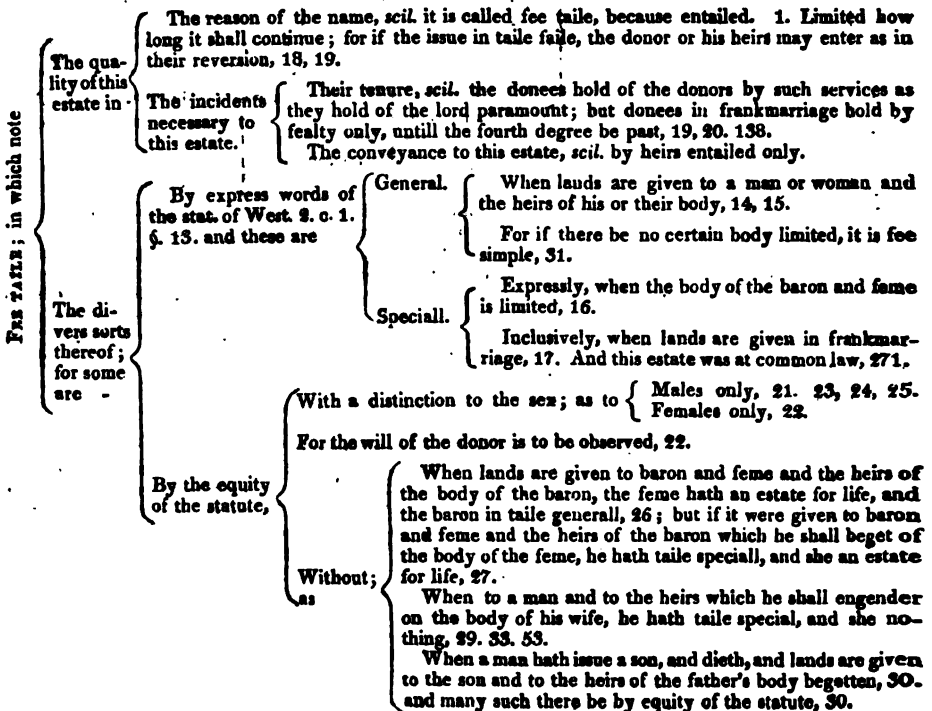 FEE TAILE; in which note
The qua-
lity of this
estate in
The reason of the name, scil. it is called fee taile, because entailed. 1. Limited how
long it shall continue; for if the issue in taile faile, the donor or his heirs may enter as in
their reversion, 18, 19.
The incidents
necessary to
this estate.
Their tenure, scil. the donees hold of the donors by such services as
they hold of the lord paramount; but donees in frankmarriage hold by
fealty only, untill the fourth degree be past, 19, 20. 138.
The conveyance to this estate, scil. by heirs entailed only.
The di-
vers sorts
thereof;
for some
are -
By express words of
the stat. of West. 2. c. 1.
§. 13. and these are
General.
When lands are given to a man or woman and
the heirs of his or their body, 14, 15.
For if there be no certain body limited, it is fee
simple, 31.
Speciall.
Expressly, when the body of the baron and feme
is limited, 16.
Inclusively, when lands are given in frankmar-
riage, 17. And this estate was at common law, 271.
By the equity
of the statute,
With a distinction to the sex; as to
Males only, 21. 23, 24, 25.
Females only, 22.
For the will of the donor is to be observed, 22.
Without;
as
When lands are given to baron and feme and the heirs of
the body of the baron, the feme hath an estate for life, and
the baron in taile generall, 26; but if it were given to baron
and feme and the heirs of the baron which he shall beget of
the body of the feme, he hath taile speciall, and she an estate
for life, 27.
When to a man and to the heirs which he shall engender
on the body of his wife, he hath taile special, and she no-
thing, 29. 33. 53.
When a man hath issue a son, and dieth, and lands are given
to the son and to the heirs of the father's body begotten, 30.
and many such there be by equity of the statute, 30.